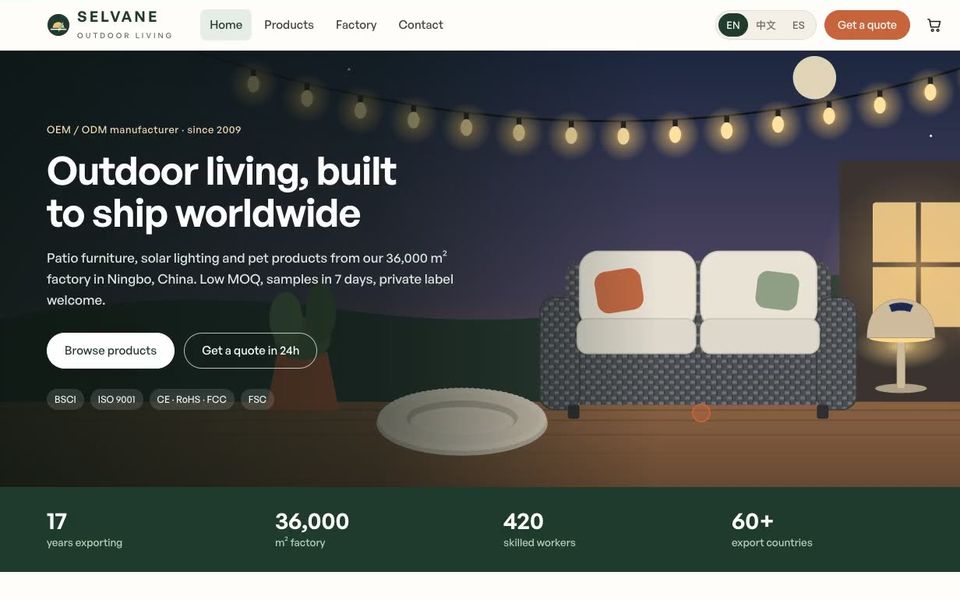 SELVANE
OUTDOOR LIVING
Home
Products
Factory
Contact
EN
中文
ES
Get a quote
OEM / ODM manufacturer · since 2009
Outdoor living, built
to ship worldwide
Patio furniture, solar lighting and pet products from our 36,000 m²
factory in Ningbo, China. Low MOQ, samples in 7 days, private label
welcome.
Browse products
Get a quote in 24h
BSCI
ISO 9001
CE · RoHS · FCC
FSC
17
years exporting
36,000
m² factory
420
skilled workers
60+
export countries